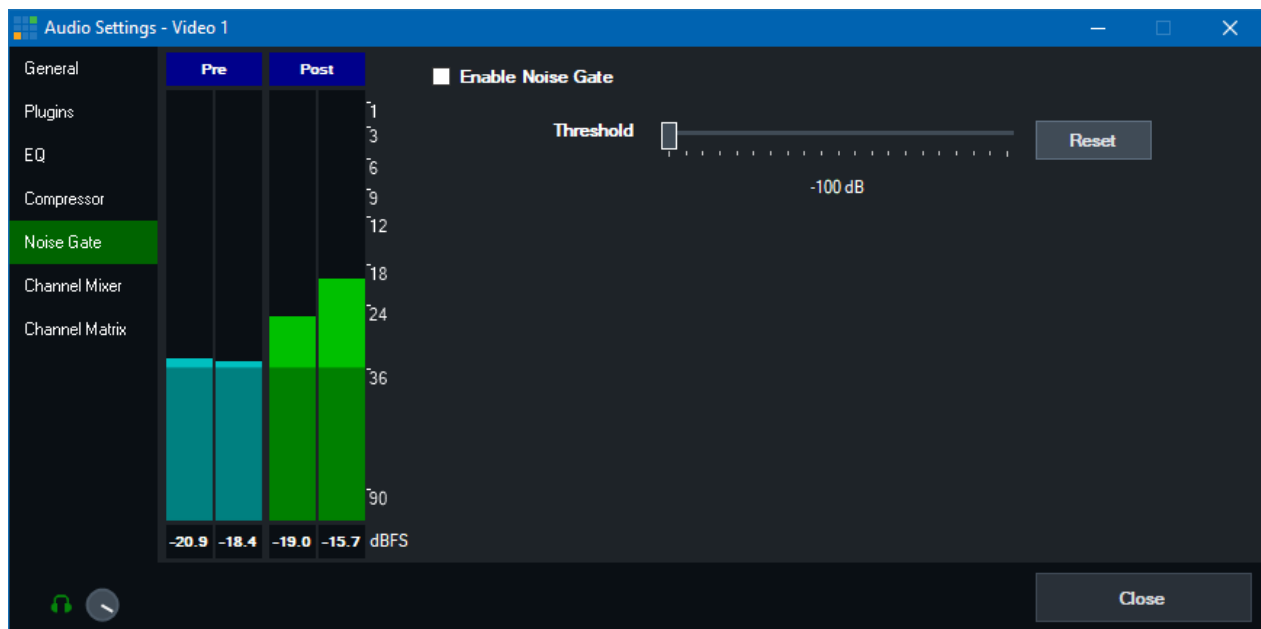 Audio Settings - Video 1
General
Plugins
EQ
Compressor
Noise Gate
Channel Mixer
Channel Matrix
Pre Post
1
3
6
9
12
18
24
36
90
-20.9 -18.4 -19.0 -15.7 dBFS
Enable Noise Gate
Threshold
Reset
-100 dB
Close